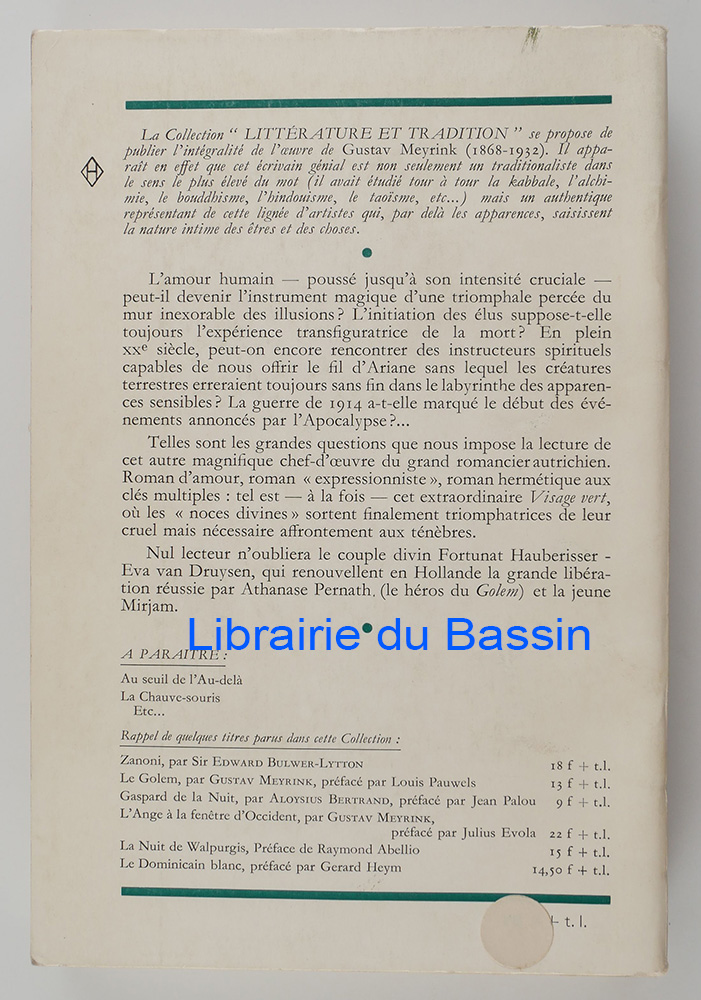 La Collection “ LITTÉRATURE ET TRADITION ” se propose de
publier l'intégralité de l'œuvre de Gustav Meyrink (1868-1932). Il appa-
raît en effet que cet écrivain génial est non seulement un traditionaliste dans
le sens le plus élevé du mot (il avait étudié tour à tour la kabbale, l'alchi-
mie, le bouddhisme, l'hindouisme, le taoïsme, etc...) mais un authentique
représentant de cette lignée d'artistes qui, par delà les apparences, saisissent
la nature intime des êtres et des choses.
L'amour humain — poussé jusqu'à son intensité cruciale —
peut-il devenir l'instrument magique d'une triomphale percée du
mur inexorable des illusions ? L'initiation des élus suppose-t-elle
toujours l'expérience transfiguratrice de la mort ? En plein
XXe siècle, peut-on encore rencontrer des instructeurs spirituels
capables de nous offrir le fil d'Ariane sans lequel les créatures
terrestres erreraient toujours sans fin dans le labyrinthe des apparen-
ces sensibles ? La guerre de 1914 a-t-elle marqué le début des évé-
nements annoncés par l'Apocalypse ?...
Telles sont les grandes questions que nous impose la lecture de
cet autre magnifique chef-d'œuvre du grand romancier autrichien.
Roman d'amour, roman « expressionniste », roman hermétique aux
clés multiples : tel est — à la fois — cet extraordinaire Visage vert,
où les « noces divines » sortent finalement triomphatrices de leur
cruel mais nécessaire affrontement aux ténèbres.
Nul lecteur n'oubliera le couple divin Fortunat Hauberisser -
Eva van Druysen, qui renouvellent en Hollande la grande libéra-
tion réussie par Athanase Pernath. (le héros du Golem) et la jeune
Mirjam.
Librairie du Bassin
A PARAITRE :
Au seuil de l'Au-delà
La Chauve-souris
Etc...
Rappel de quelques titres parus dans cette Collection :
Zanoni, par Sir EDWARD BULWER-LYTTON 18 f + t.l.
Le Golem, par GUSTAV MEYRINK, préfacé par Louis Pauwels 13 f + t.l.
Gaspard de la Nuit, par ALOYSIUS BERTRAND, préfacé par Jean Palou 9 f + t.l.
L'Ange à la fenêtre d'Occident, par GUSTAV MEYRINK,
préfacé par Julius Evola 22 f + t.l.
La Nuit de Walpurgis, Préface de Raymond Abellio 15 f + t.l.
Le Dominicain blanc, préfacé par Gerard Heym 14,50 f + t.l.
+ t. l.